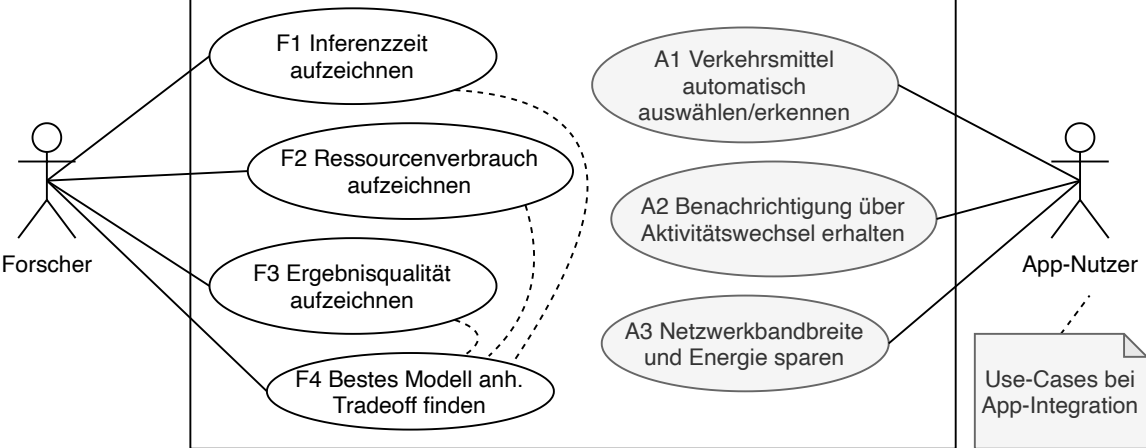 F1 Inferenzzeit
aufzeichnen
F2 Ressourcenverbrauch
aufzeichnen
F3 Ergebnisqualität
aufzeichnen
F4 Bestes Modell anh.
Tradeoff finden
Forscher
A1 Verkehrsmittel
automatisch
auswählen/erkennen
A2 Benachrichtigung über
Aktivitätswechsel erhalten
A3 Netzwerkbandbreite
und Energie sparen
App-Nutzer
Use-Cases bei
App-Integration